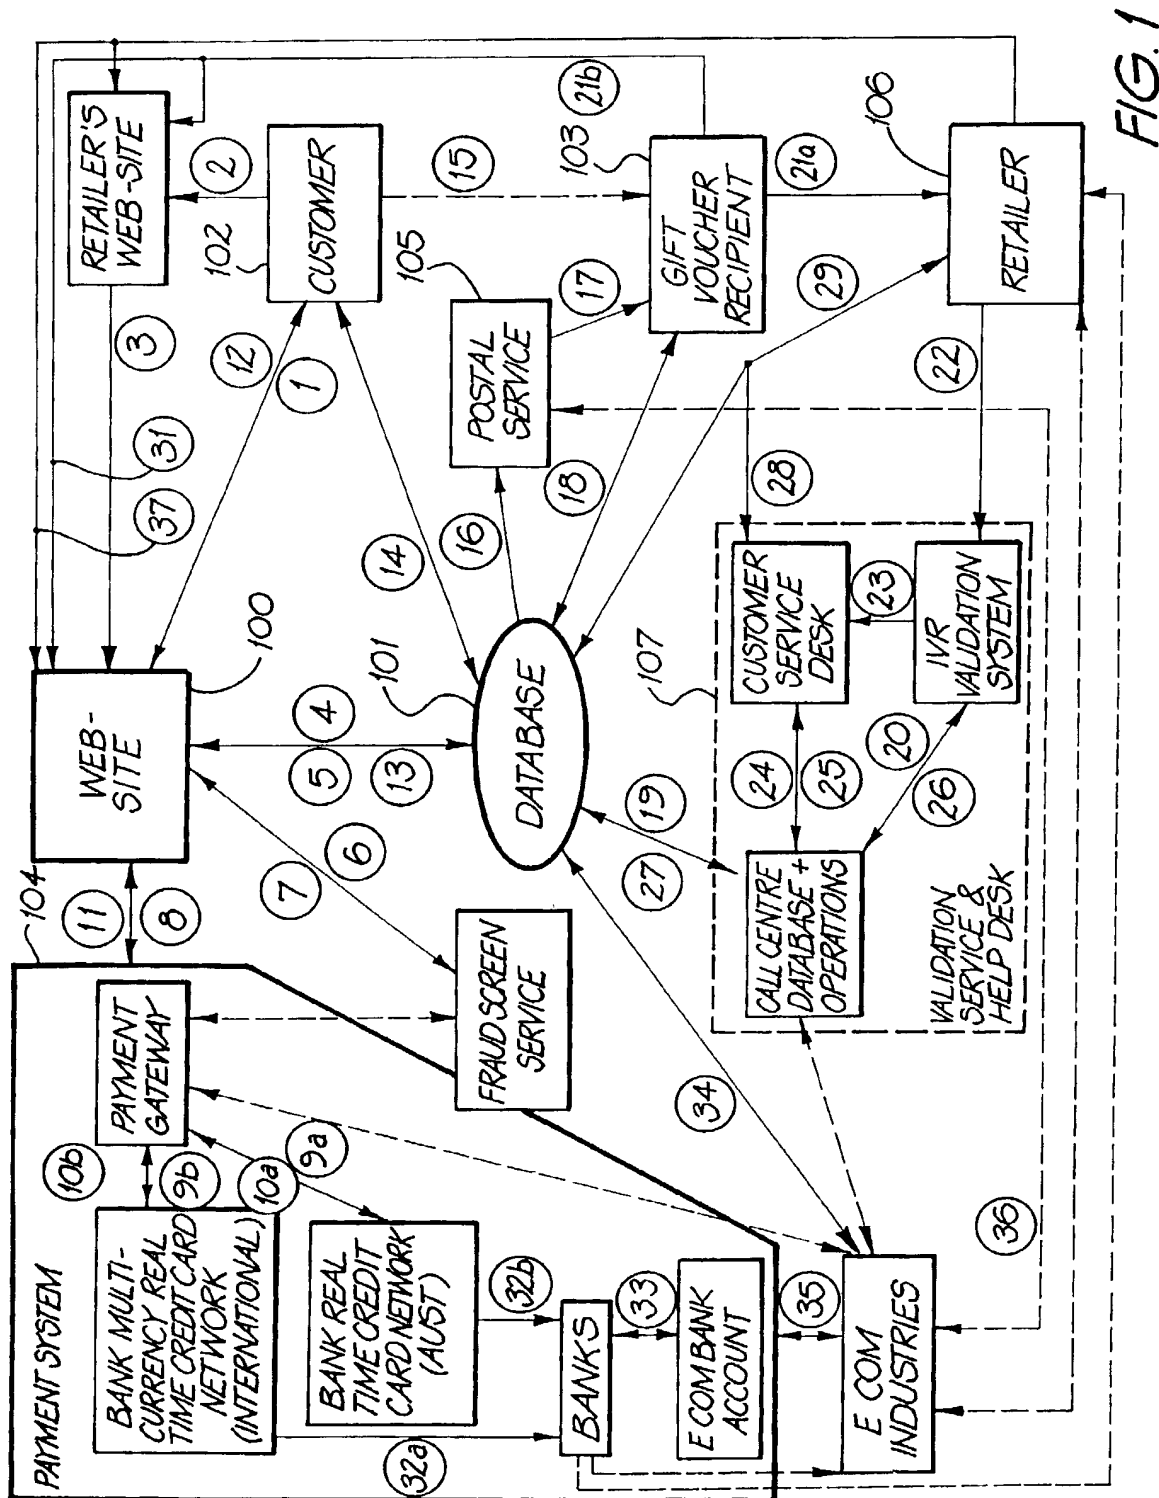 PAYMENT SYSTEM
BANK MULTI-
CURRENCY REAL
TIME CREDIT CARD
NETWORK
(INTERNATIONAL)
10b
9b
PAYMENT
GATEWAY
104
11
8
WEB-
SITE
100
37
31
3
RETAILER'S
WEB-SITE
2
102
CUSTOMER
12
1
10a
9a
BANK REAL
TIME CREDIT
CARD NETWORK
(AUST)
32a
32b
7
6
FRAUD SCREEN
SERVICE
5
4
13
101
DATABASE
14
16
POSTAL
SERVICE
105
15
17
18
103
21b
GIFT
VOUCHER
RECIPIENT
21a
106
BANKS
33
E COM BANK
ACCOUNT
35
E COM
INDUSTRIES
34
27
19
107
CALL CENTRE
DATABASE +
OPERATIONS
24
25
CUSTOMER
SERVICE
DESK
28
29
23
20
26
IVR
VALIDATION
SYSTEM
22
RETAILER
VALIDATION
SERVICE &
HELP DESK
36
FIG. 1